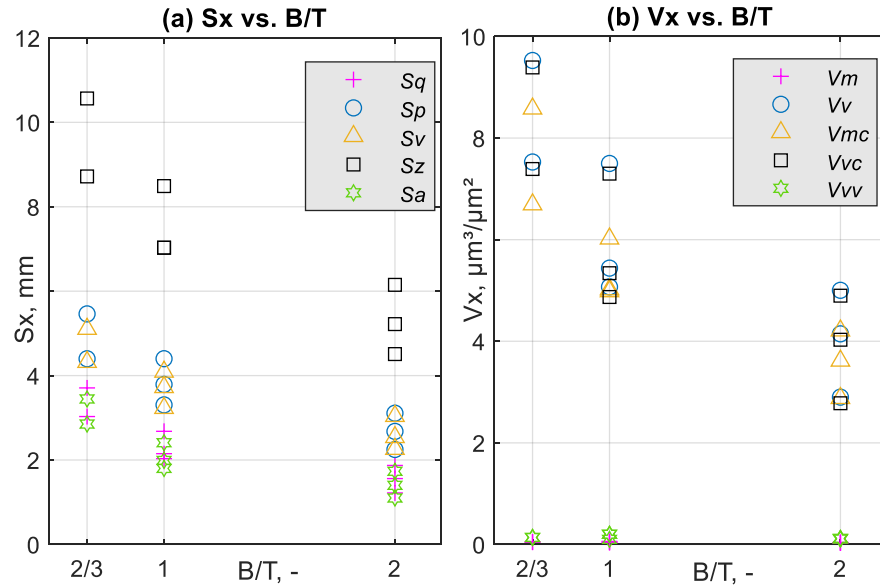 (a) Sx vs. B/T
12
10
8
6
4
2
0
Sx, mm
Sq
Sp
Sv
Sz
Sa
2/3
1
B/T, -
2
(b) Vx vs. B/T
10
8
6
4
2
0
Vx, μm³/μm²
Vm
Vv
Vmc
Vvc
Vvv
2/3
1
B/T, -
2